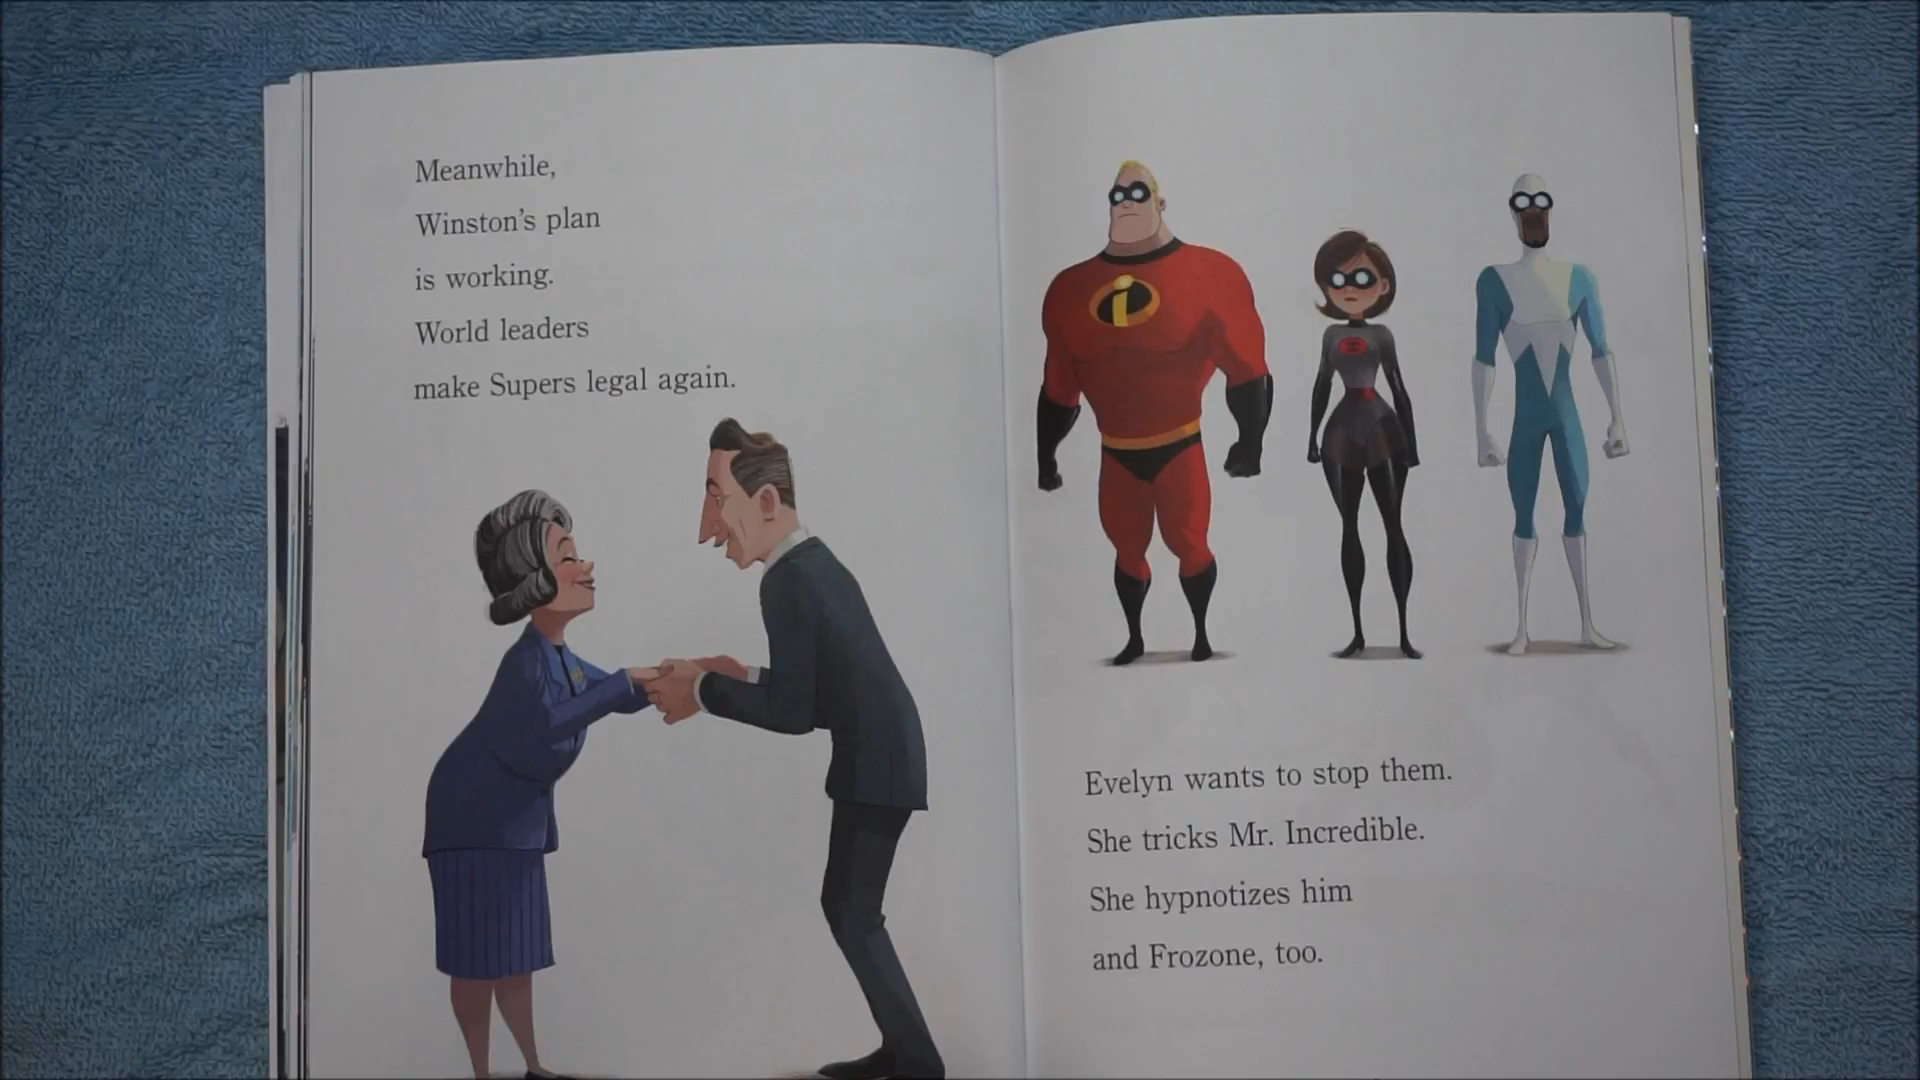 Meanwhile,
Winston's plan
is working.
World leaders
make Supers legal again.
Evelyn wants to stop them.
She tricks Mr. Incredible.
She hypnotizes him
and Frozone, too.